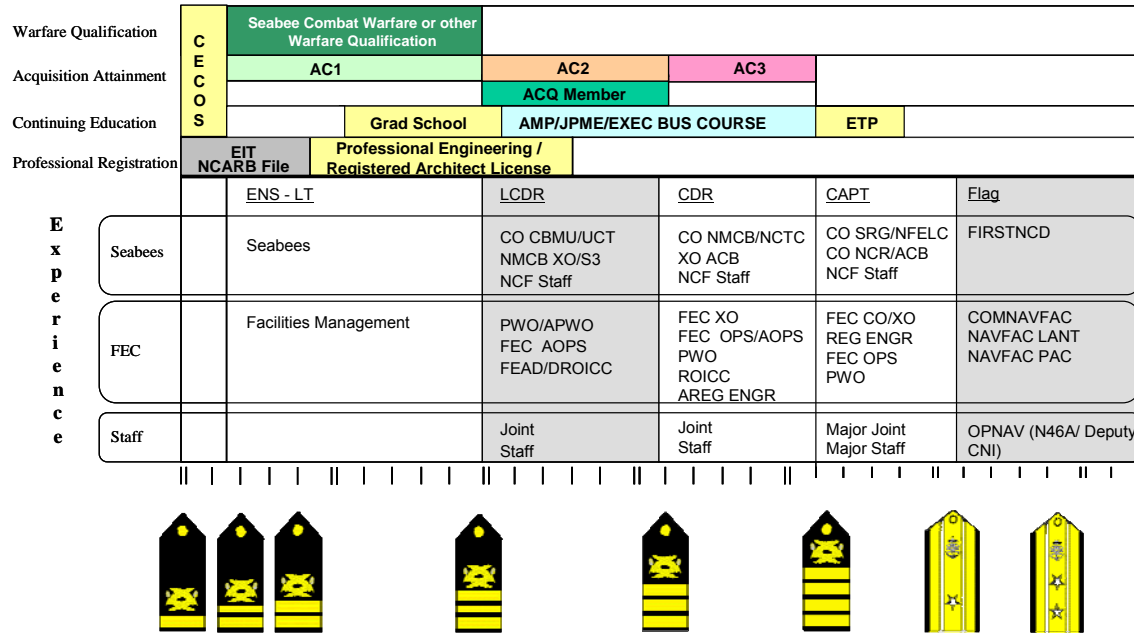 Warfare Qualification
C
E
C
O
S
Seabee Combat Warfare or other
Warfare Qualification
Acquisition Attainment
AC1
AC2
AC3
ACQ Member
Continuing Education
Grad School
AMP/JPME/EXEC BUS COURSE
ETP
Professional Registration
EIT
NCARB File
Professional Engineering /
Registered Architect License
ENS - LT
LCDR
CDR
CAPT
Flag
E
x
p
e
r
i
e
n
c
e
Seabees
Seabees
CO CBMU/UCT
NMCB XO/S3
NCF Staff
CO NMCB/NCTC
XO ACB
NCF Staff
CO SRG/NFELC
CO NCR/ACB
NCF Staff
FIRSTNCD
FEC
Facilities Management
PWO/APWO
FEC AOPS
FEAD/DROICC
FEC XO
FEC OPS/AOPS
PWO
ROICC
AREG ENGR
FEC CO/XO
REG ENGR
FEC OPS
PWO
COMNAVFAC
NAVFAC LANT
NAVFAC PAC
Staff
Joint
Staff
Joint
Staff
Major Joint
Major Staff
OPNAV (N46A/ Deputy
CNI)